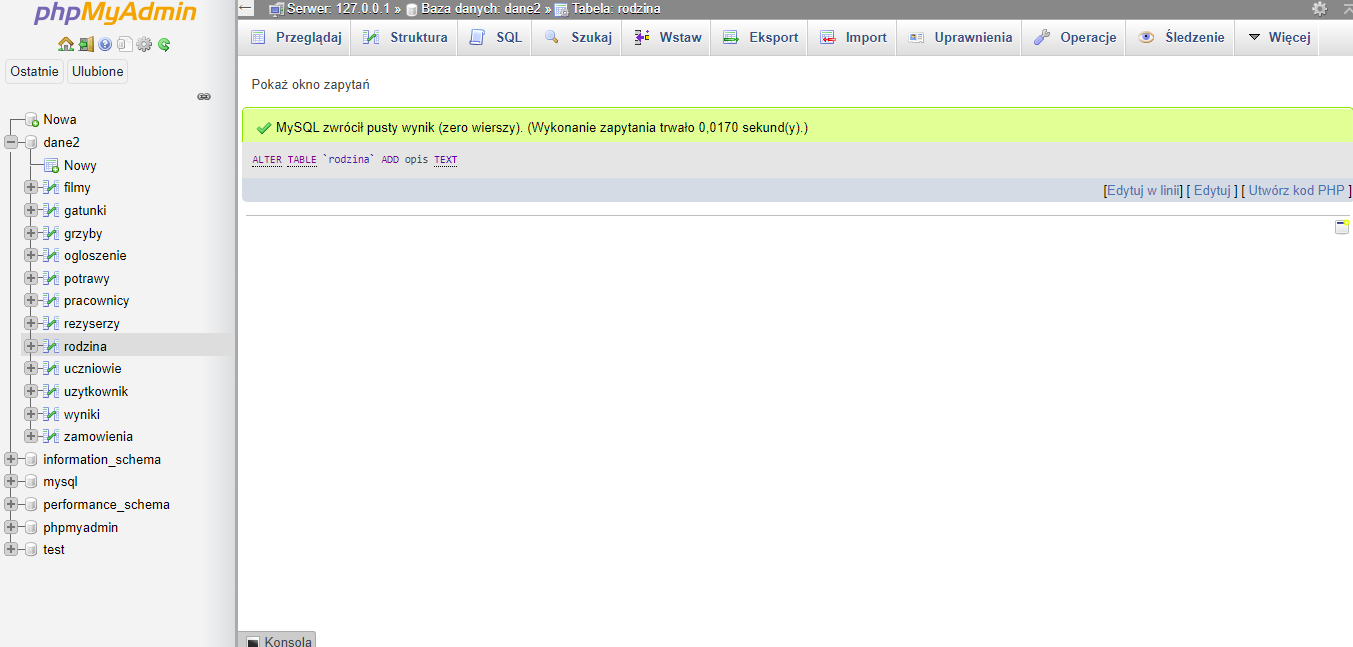 phpMyAdmin
Ostatnie Ulubione
Nowa
dane2
Nowy
filmy
gatunki
grzyby
ogloszenie
potrawy
pracownicy
rezyserzy
rodzina
uczniowie
uzytkownik
wyniki
zamowienia
information_schema
mysql
performance_schema
phpmyadmin
test
Serwer: 127.0.0.1 » Baza danych: dane2 » Tabela: rodzina
Przeglądaj Struktura SQL Szukaj Wstaw Eksport Import Uprawnienia Operacje Śledzenie Więcej
Pokaż okno zapytań
MySQL zwrócił pusty wynik (zero wierszy). (Wykonanie zapytania trwało 0,0170 sekund(y).)
ALTER TABLE `rodzina` ADD opis TEXT
[Edytuj w linii] [ Edytuj ] [ Utwórz kod PHP ]
Konsola